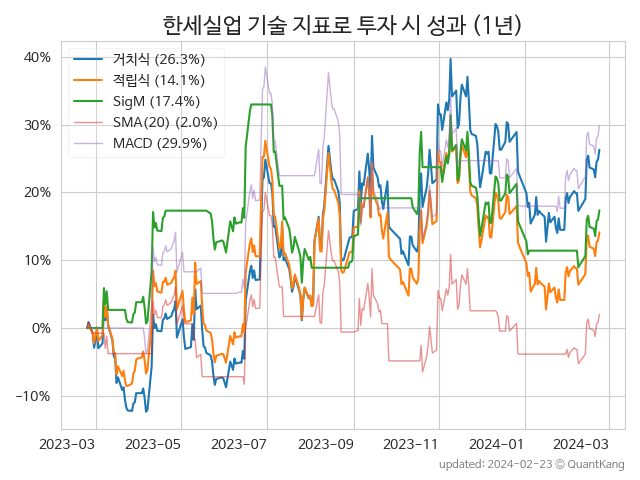 한세실업 기술 지표로 투자 시 성과 (1년)
거치식 (26.3%)
적립식 (14.1%)
SigM (17.4%)
SMA(20) (2.0%)
MACD (29.9%)
40%
30%
20%
10%
0%
−10%
2023-03 2023-05 2023-07 2023-09 2023-11 2024-01 2024-03
updated: 2024-02-23 © QuantKang